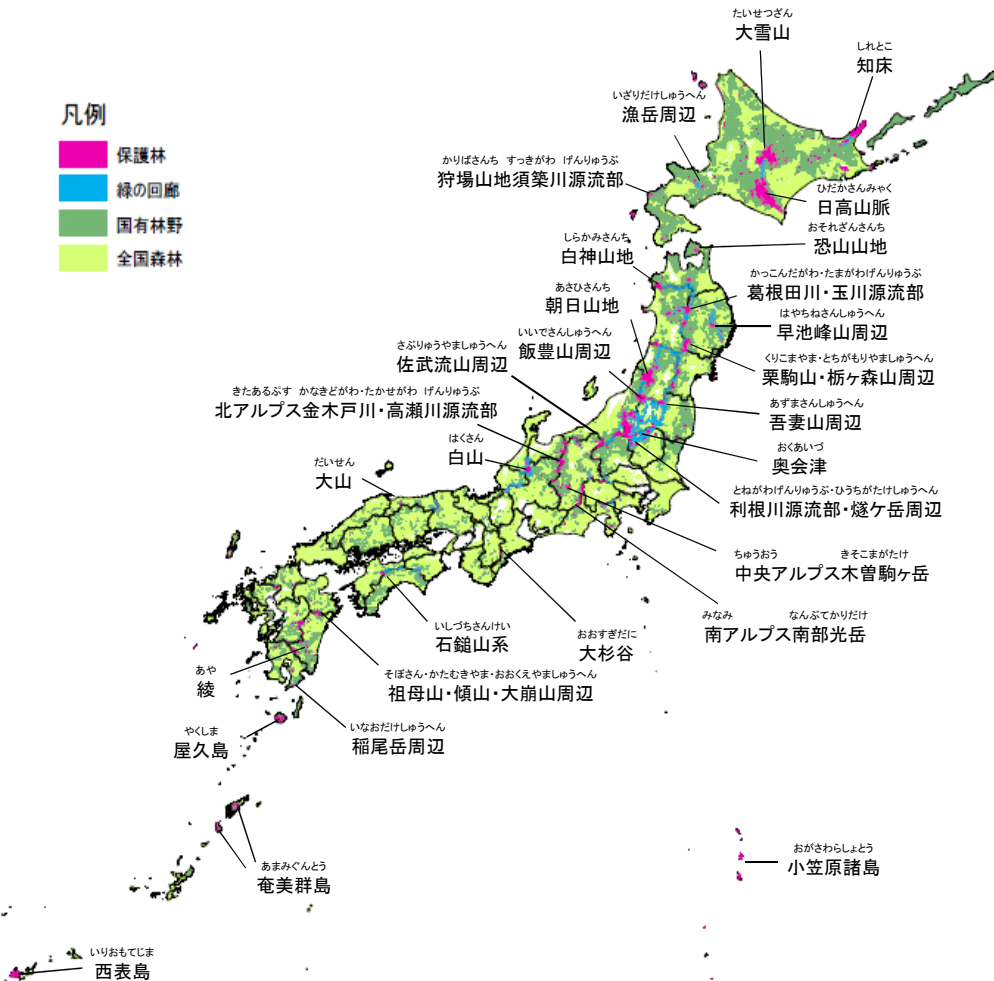 凡例
保護林
緑の回廊
国有林野
全国森林
たいせつざん
大雪山
しれとこ
知床
いざりだけしゅうへん
漁岳周辺
かりばさんち すっきがわ げんりゅうぶ
狩場山地須築川源流部
ひだかさんみゃく
日高山脈
おそれざんさんち
恐山山地
しらかみさんち
白神山地
かっこんだがわ・たまがわげんりゅうぶ
葛根田川・玉川源流部
あさひさんち
朝日山地
はやちねさんしゅうへん
早池峰山周辺
いいでさんしゅうへん
飯豊山周辺
さぶりゅうやましゅうへん
佐武流山周辺
くりこまやま・とちがもりやましゅうへん
栗駒山・栃ヶ森山周辺
きたあるぷす かなきどがわ・たかせがわ げんりゅうぶ
北アルプス金木戸川・高瀬川源流部
あずまさんしゅうへん
吾妻山周辺
はくさん
白山
おくあいづ
奥会津
だいせん
大山
とねがわげんりゅうぶ・ひうちがたけしゅうへん
利根川源流部・燧ケ岳周辺
ちゅうおう きそこまがたけ
中央アルプス木曽駒ヶ岳
みなみ なんぶてかりだけ
南アルプス南部光岳
いしづちさんけい
石鎚山系
おおすぎだに
大杉谷
あや
綾
そぼさん・かたむきやま・おおくえやましゅうへん
祖母山・傾山・大崩山周辺
やくしま
屋久島
いなおだけしゅうへん
稲尾岳周辺
あまみぐんとう
奄美群島
おがさわらしょとう
小笠原諸島
いりおもてじま
西表島